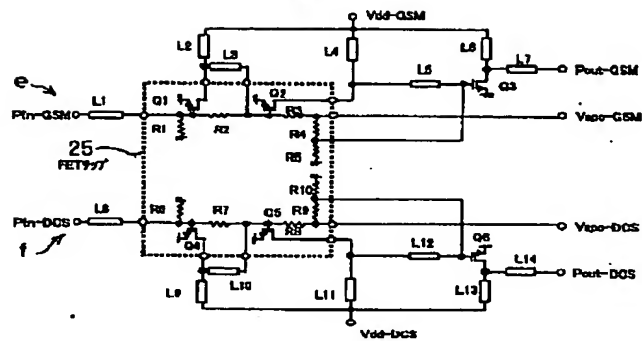 Vdd-GSM
L2
L3
L4
L6
L7
Pout-GSM
e
L1
Q1
Q2
L5
Q3
Pin-GSM
R1
R2
R3
Vapc-GSM
R4
R5
25
FETチップ
R10
R6
R7
Q5
R9
Pin-DCS
R8
Vapc-DCS
L8
f
Q4
L12
Q6
L10
L14
Pout-DCS
L9
L11
L13
Vdd-DCS